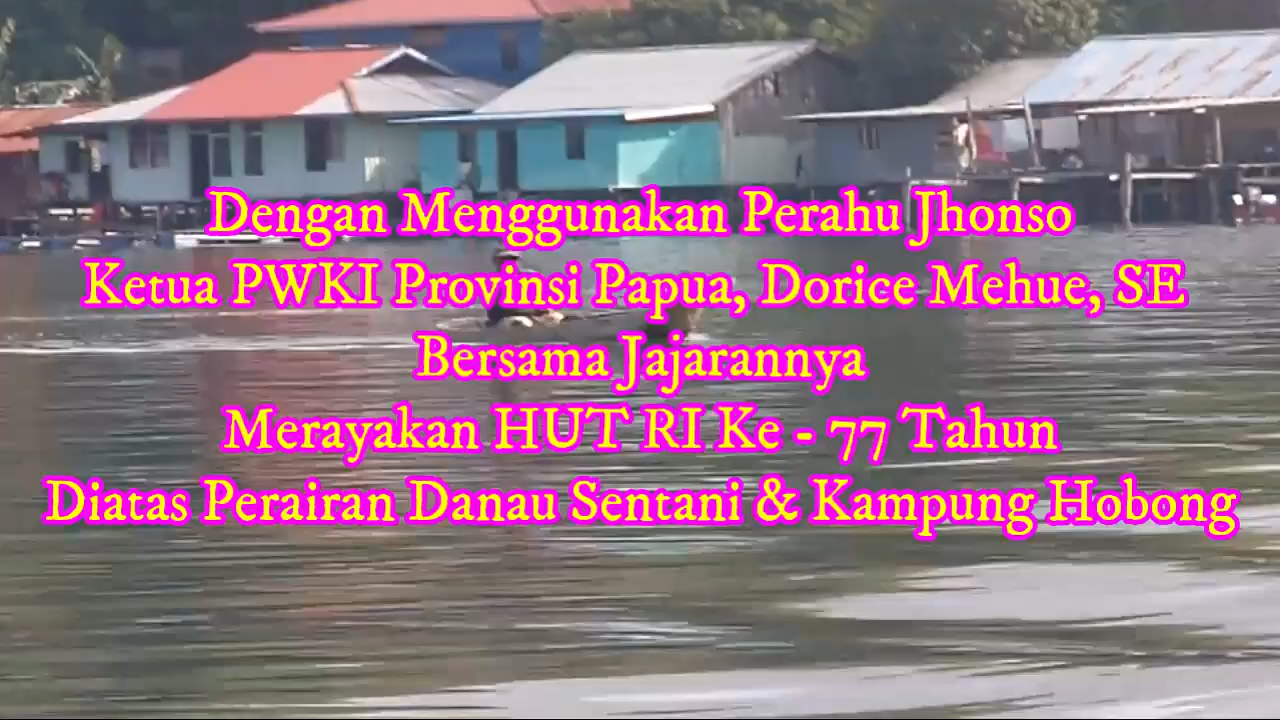 Dengan Menggunakan Perahu Jhonso
Ketua PWKI Provinsi Papua, Dorice Mehue, SE
Bersama Jajarannya
Merayakan HUT RI Ke - 77 Tahun
Diatas Perairan Danau Sentani & Kampung Hobong